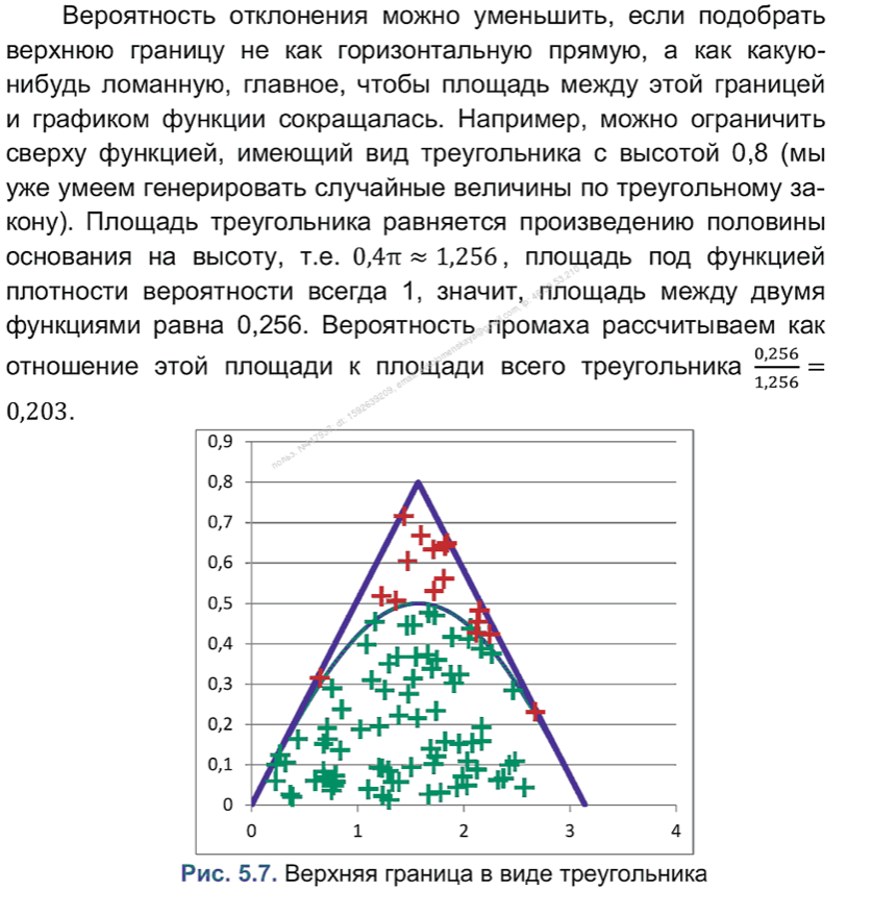 Вероятность отклонения можно уменьшить, если подобрать
верхнюю границу не как горизонтальную прямую, а как какую-
нибудь ломанную, главное, чтобы площадь между этой границей
и графиком функции сокращалась. Например, можно ограничить
сверху функцией, имеющий вид треугольника с высотой 0,8 (мы
уже умеем генерировать случайные величины по треугольному за-
кону). Площадь треугольника равняется произведению половины
основания на высоту, т.е. 0,4π ≈ 1,256, площадь под функцией
плотности вероятности всегда 1, значит, площадь между двумя
функциями равна 0,256. Вероятность промаха рассчитываем как
отношение этой площади к площади всего треугольника 0,256/1,256 =
0,203.
0,9
0,8
0,7
0,6
0,5
0,4
0,3
0,2
0,1
0
0 1 2 3 4
Рис. 5.7. Верхняя граница в виде треугольника